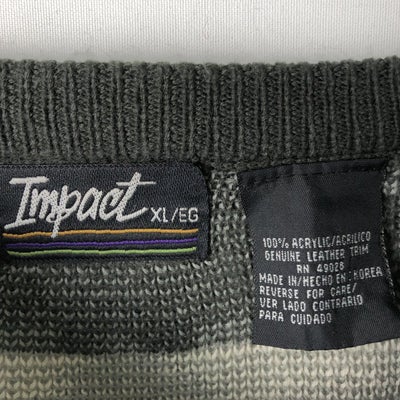 Impact XL/EG
100% ACRYLIC/ACRILICO
GENUINE LEATHER TRIM
RN 49028
MADE IN/HECHO EN:KOREA
REVERSE FOR CARE/
VER LADO CONTRARIO
PARA CUIDADO